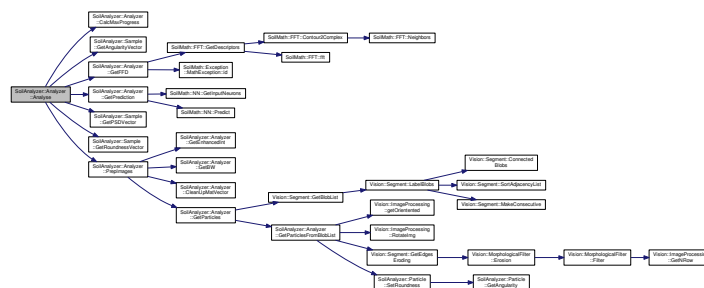 SoilAnalyzer::Analyzer
::Analyse
SoilAnalyzer::Analyzer
::CalcMaxProgress
SoilAnalyzer::Sample
::GetAngularityVector
SoilAnalyzer::Analyzer
::GetFFD
SoilAnalyzer::Analyzer
::GetPrediction
SoilAnalyzer::Sample
::GetPSDVector
SoilAnalyzer::Sample
::GetRoundnessVector
SoilAnalyzer::Analyzer
::PrepImages
SoilMath::FFT::GetDescriptors
SoilMath::Exception
::MathException::id
SoilMath::NN::GetInputNeurons
SoilMath::NN::Predict
SoilAnalyzer::Analyzer
::GetEnhancedInt
SoilAnalyzer::Analyzer
::GetBW
SoilAnalyzer::Analyzer
::CleanUpMatVector
SoilAnalyzer::Analyzer
::GetParticles
SoilMath::FFT::Contour2Complex
SoilMath::FFT::fft
SoilMath::FFT::Neighbors
Vision::Segment::GetBlobList
SoilAnalyzer::Analyzer
::GetParticlesFromBlobList
Vision::Segment::LabelBlobs
Vision::ImageProcessing
::getOriented
Vision::ImageProcessing
::RotateImg
Vision::Segment::GetEdges
Eroding
SoilAnalyzer::Particle
::SetRoundness
Vision::Segment::Connected
Blobs
Vision::Segment::SortAdjacencyList
Vision::Segment::MakeConsecutive
Vision::MorphologicalFilter
::Erosion
Vision::MorphologicalFilter
::Filter
Vision::ImageProcessing
::GetNRow
SoilAnalyzer::Particle
::GetAngularity